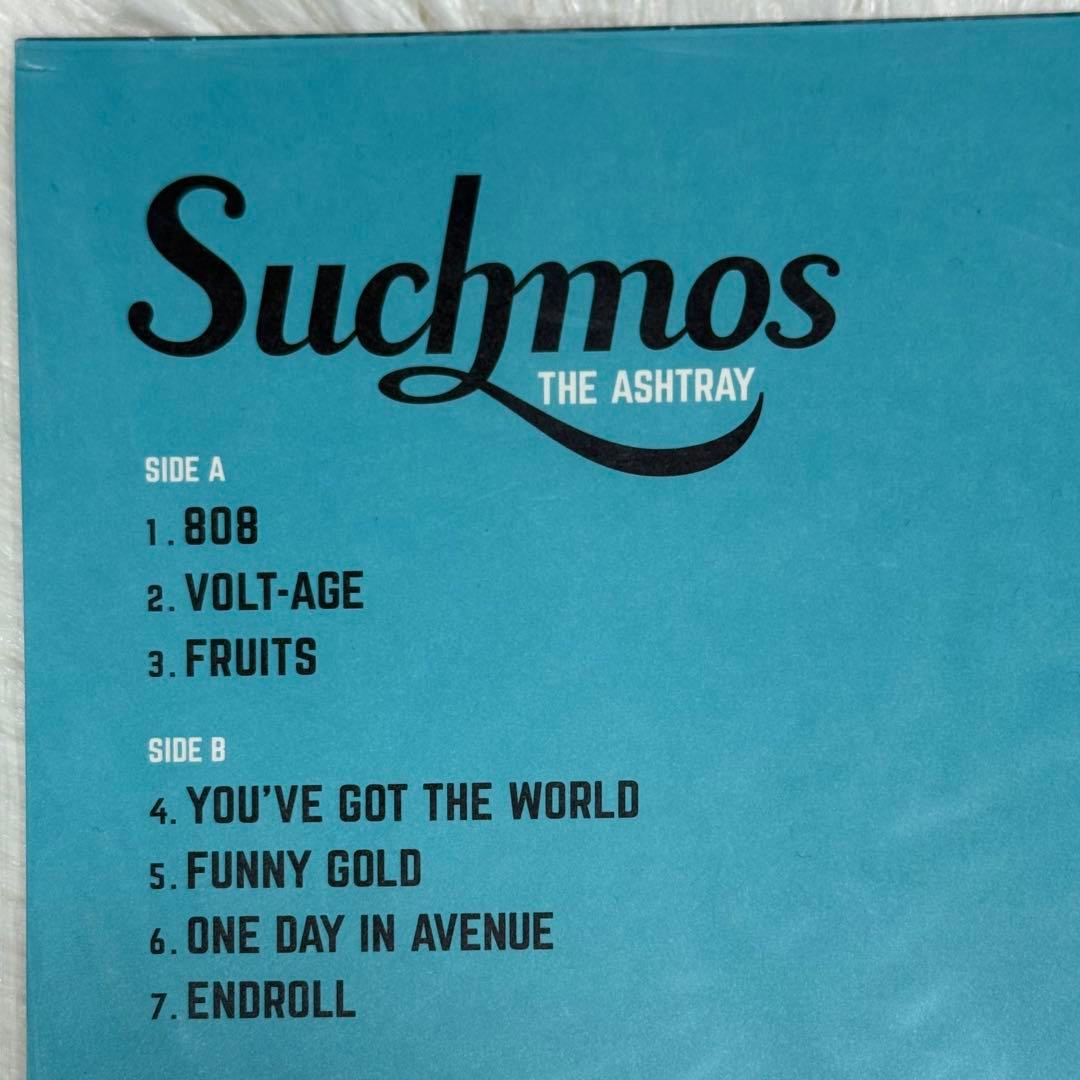 Suchmos
THE ASHTRAY
SIDE A
1. 808
2. VOLT-AGE
3. FRUITS
SIDE B
4. YOU'VE GOT THE WORLD
5. FUNNY GOLD
6. ONE DAY IN AVENUE
7. ENDROLL